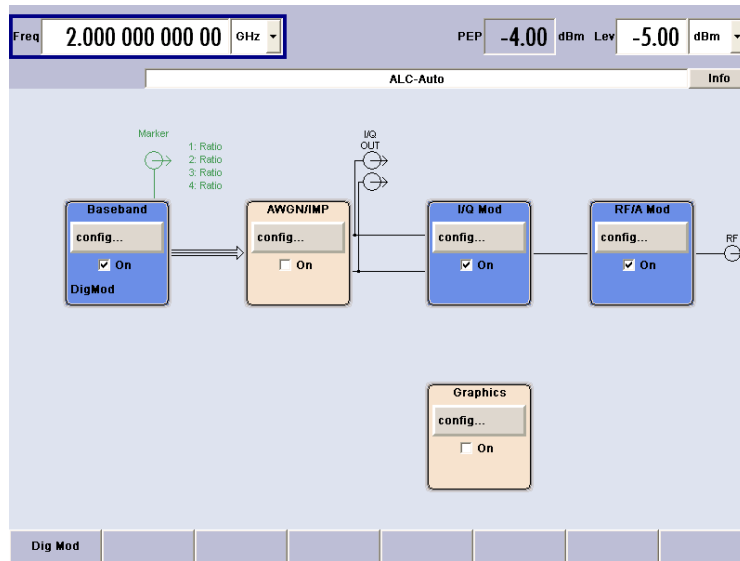 Freq 2.000 000 000 00 GHz PEP -4.00 dBm Lev -5.00 dBm
ALC-Auto Info
Marker
1: Ratio
2: Ratio
3: Ratio
4: Ratio
I/Q
OUT
Baseband
config...
On
DigMod
AWGN/IMP
config...
On
I/Q Mod
config...
On
RF/A Mod
config...
On
RF
Graphics
config...
On
Dig Mod